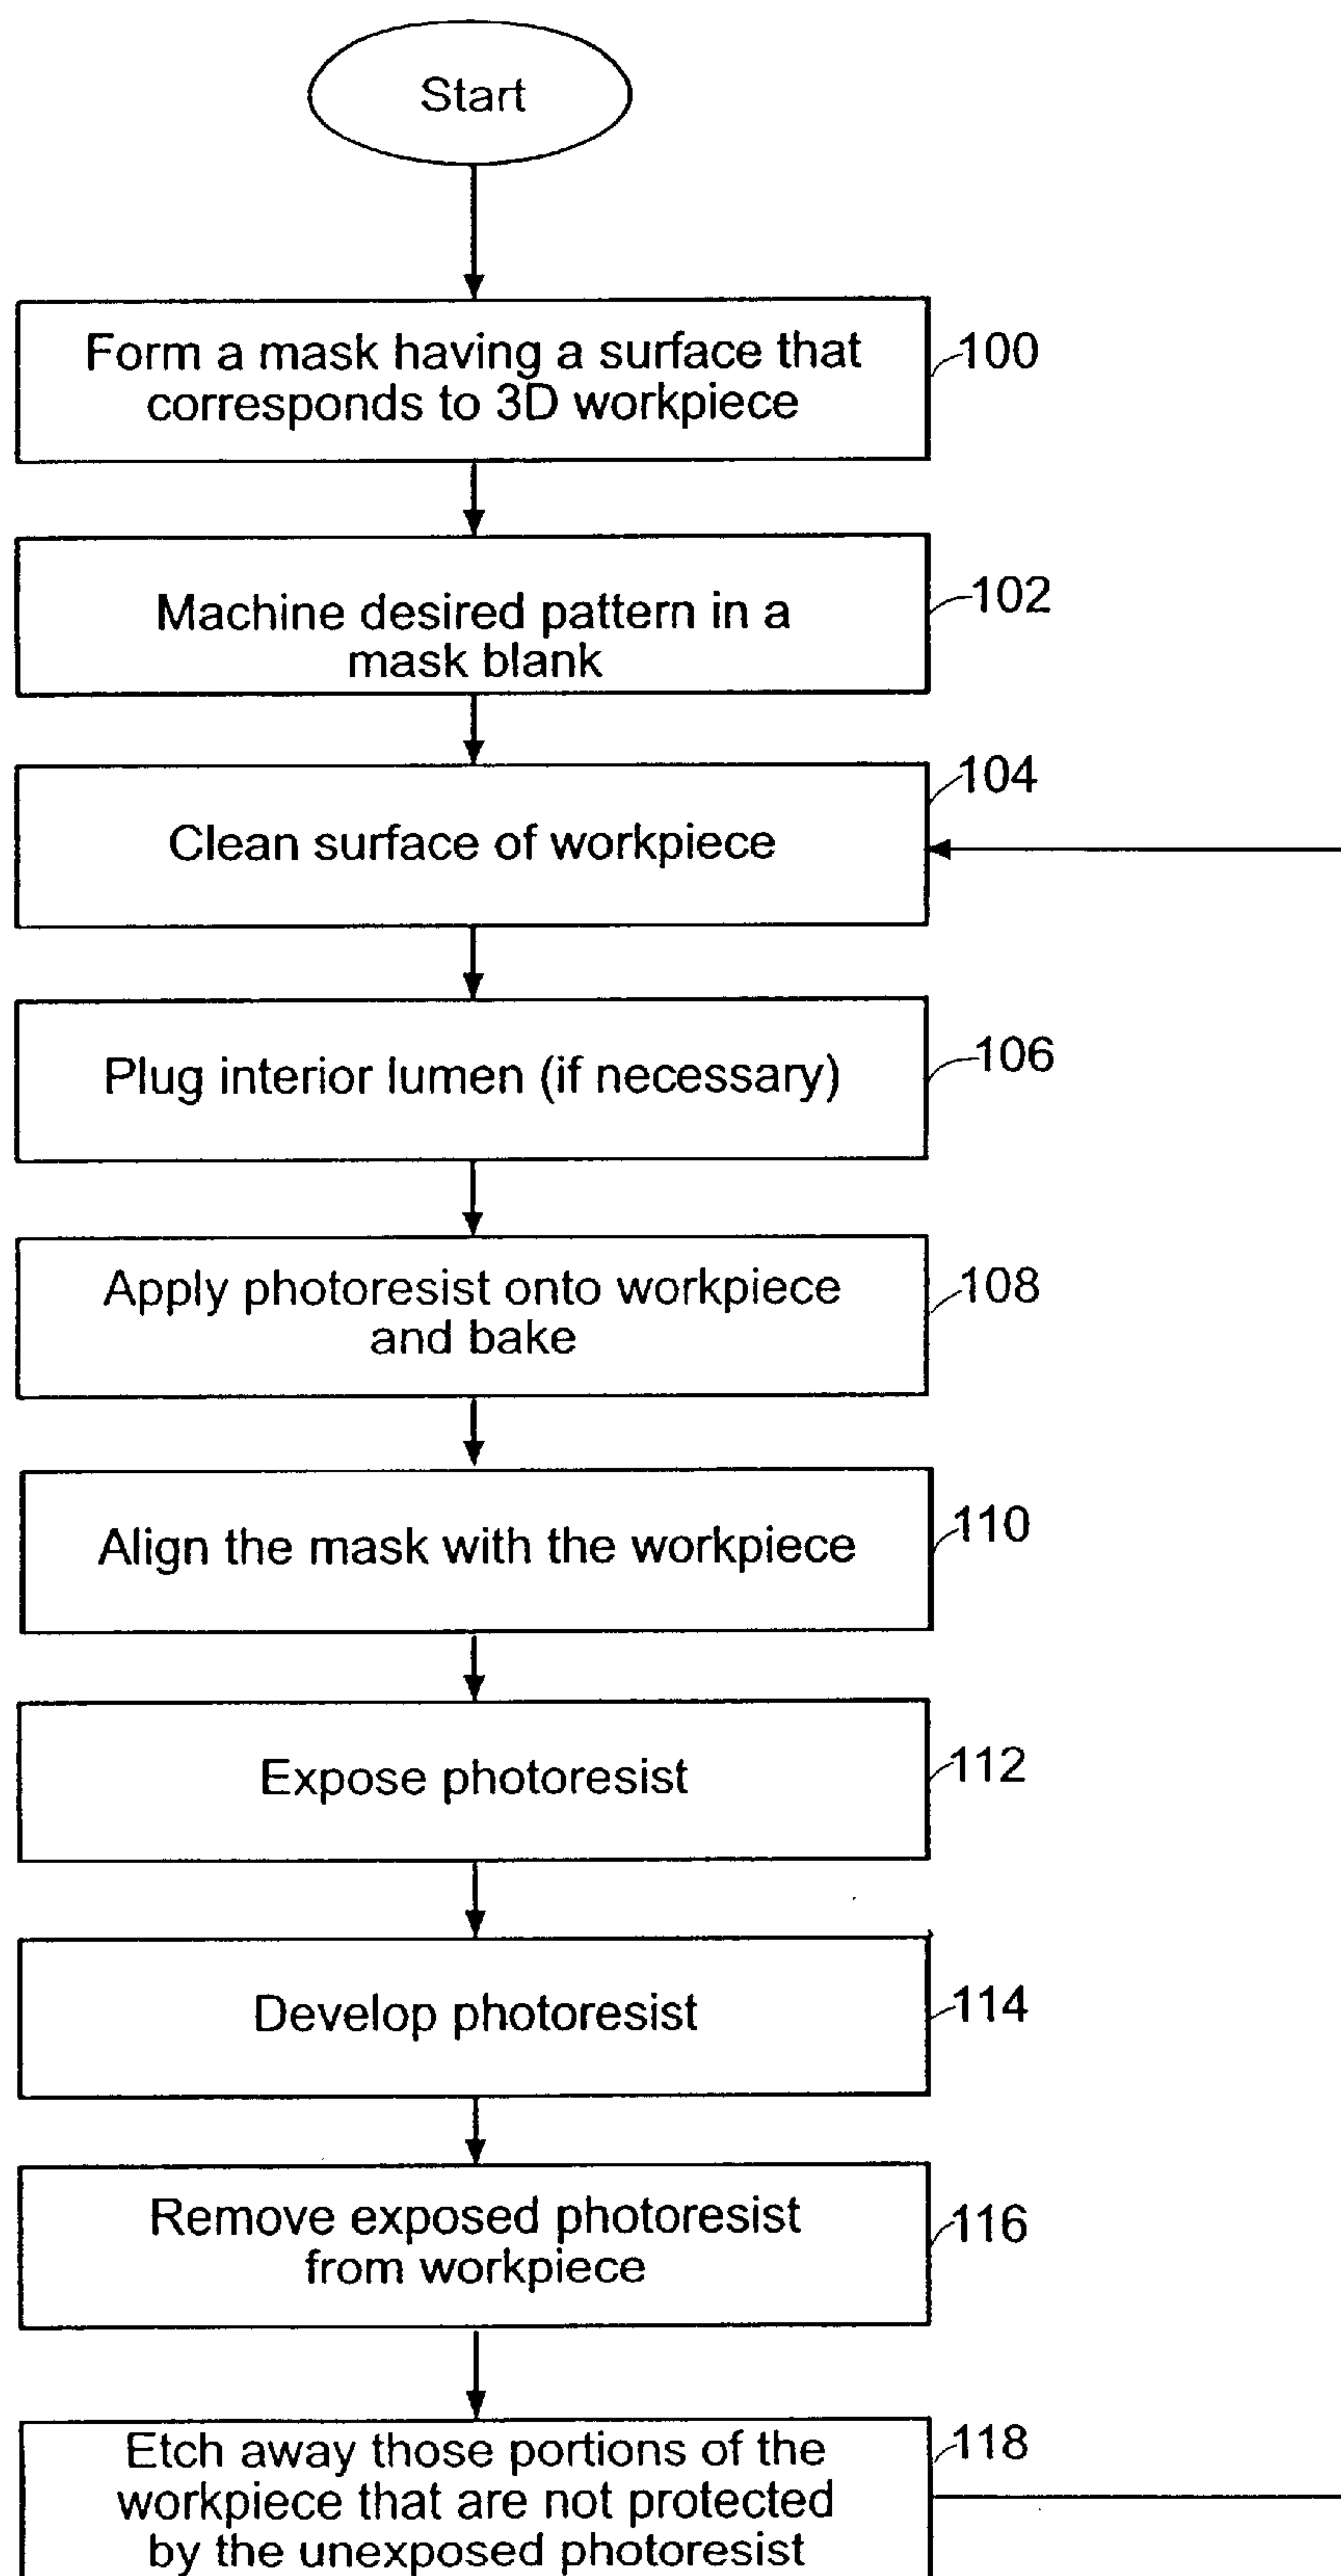 Start
Form a mask having a surface that
corresponds to 3D workpiece
100
Machine desired pattern in a
mask blank
102
Clean surface of workpiece
104
Plug interior lumen (if necessary)
106
Apply photoresist onto workpiece
and bake
108
Align the mask with the workpiece
110
Expose photoresist
112
Develop photoresist
114
Remove exposed photoresist
from workpiece
116
Etch away those portions of the
workpiece that are not protected
by the unexposed photoresist
118